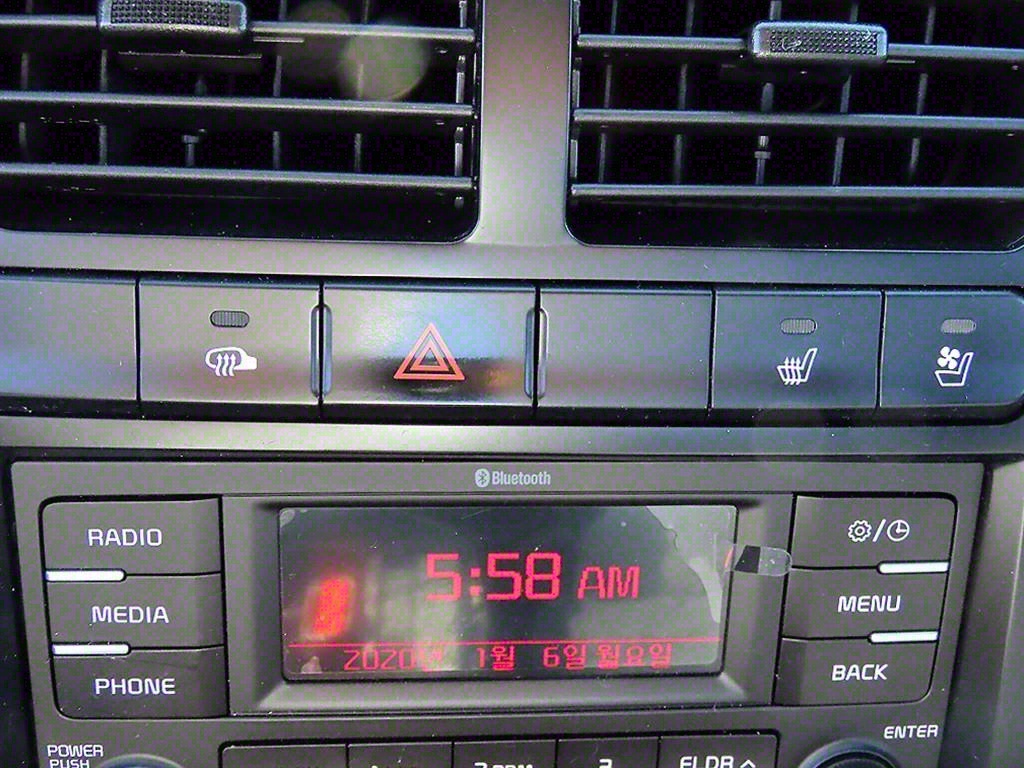 Bluetooth
RADIO
MEDIA
PHONE
5:58 AM
2020년 1월 6일 월요일
MENU
BACK
POWER
PUSH
ENTER
FLDR